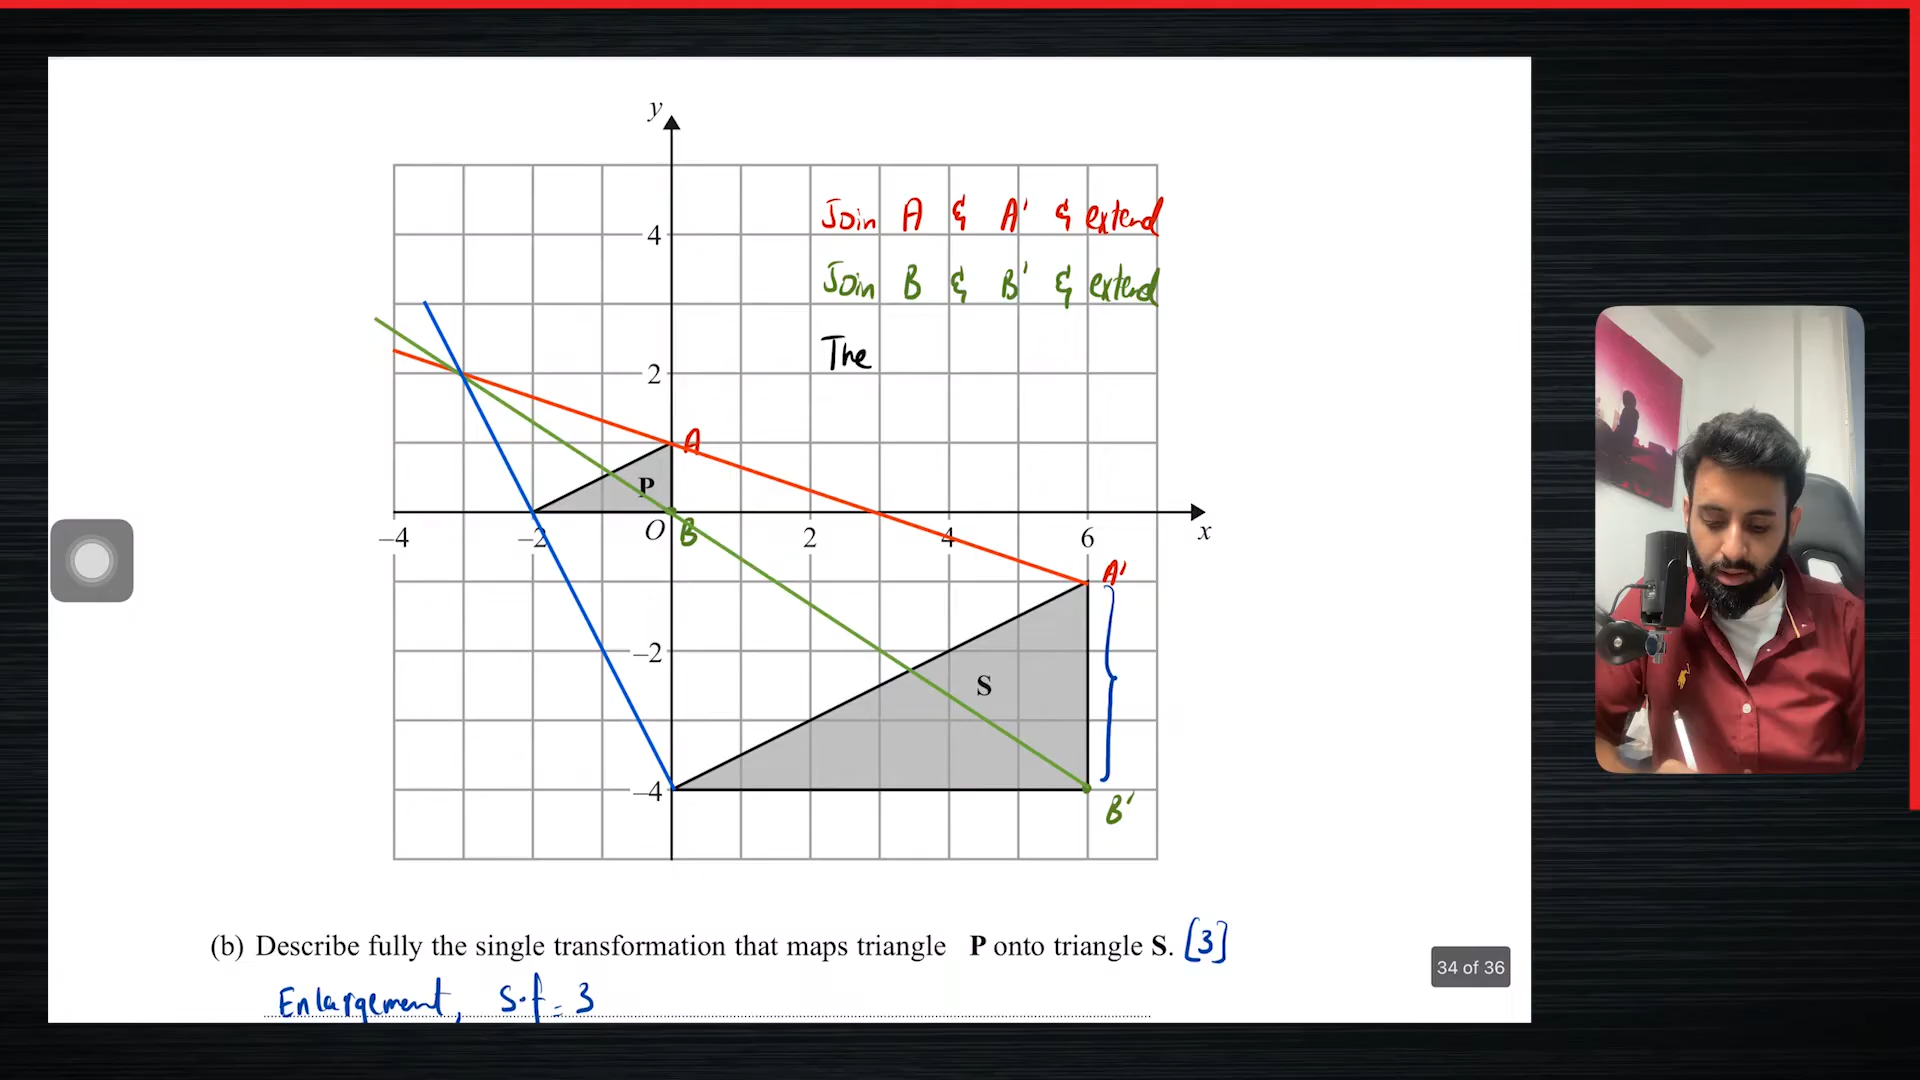 y
Join A & A' & extend
4
Join B & B' & extend
The
2
A
P
–4 –2 O B 2 4 6 x
A'
–2
S
–4
B'
(b) Describe fully the single transformation that maps triangle P onto triangle S. [3]
34 of 36
Enlargement, S.f = 3